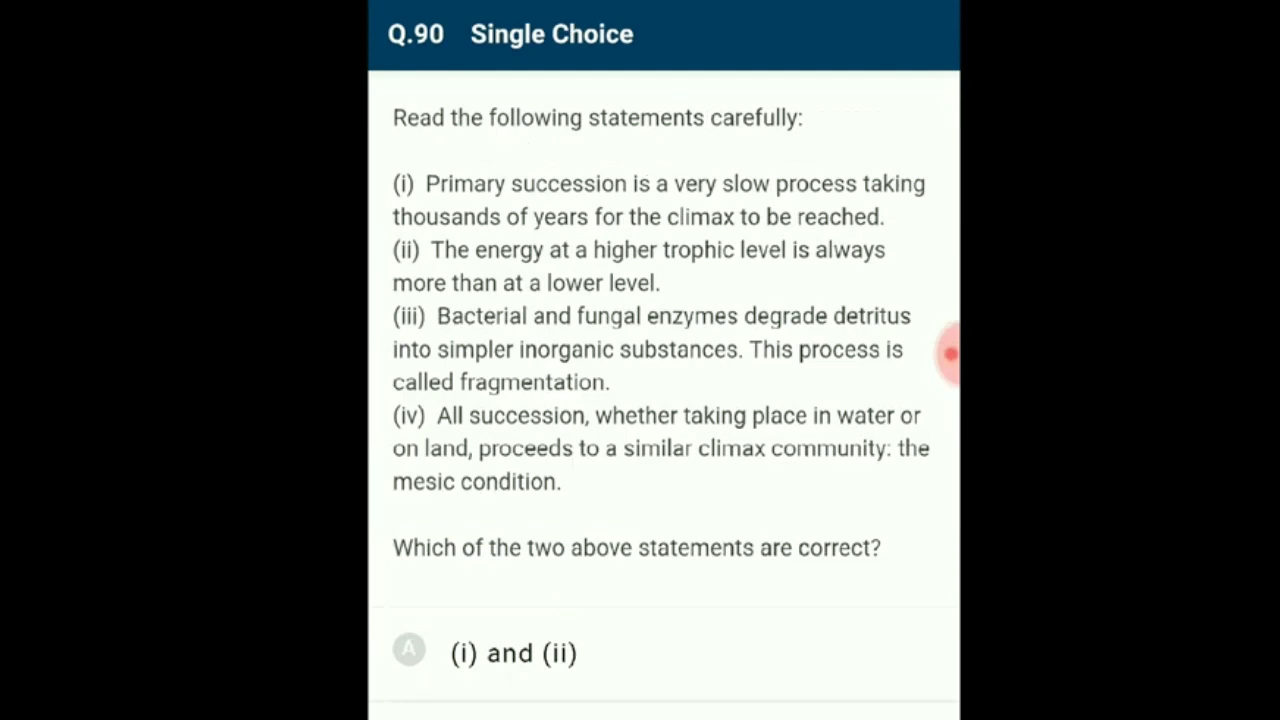 Q.90 Single Choice
Read the following statements carefully:
(i) Primary succession is a very slow process taking
thousands of years for the climax to be reached.
(ii) The energy at a higher trophic level is always
more than at a lower level.
(iii) Bacterial and fungal enzymes degrade detritus
into simpler inorganic substances. This process is
called fragmentation.
(iv) All succession, whether taking place in water or
on land, proceeds to a similar climax community: the
mesic condition.
Which of the two above statements are correct?
A (i) and (ii)